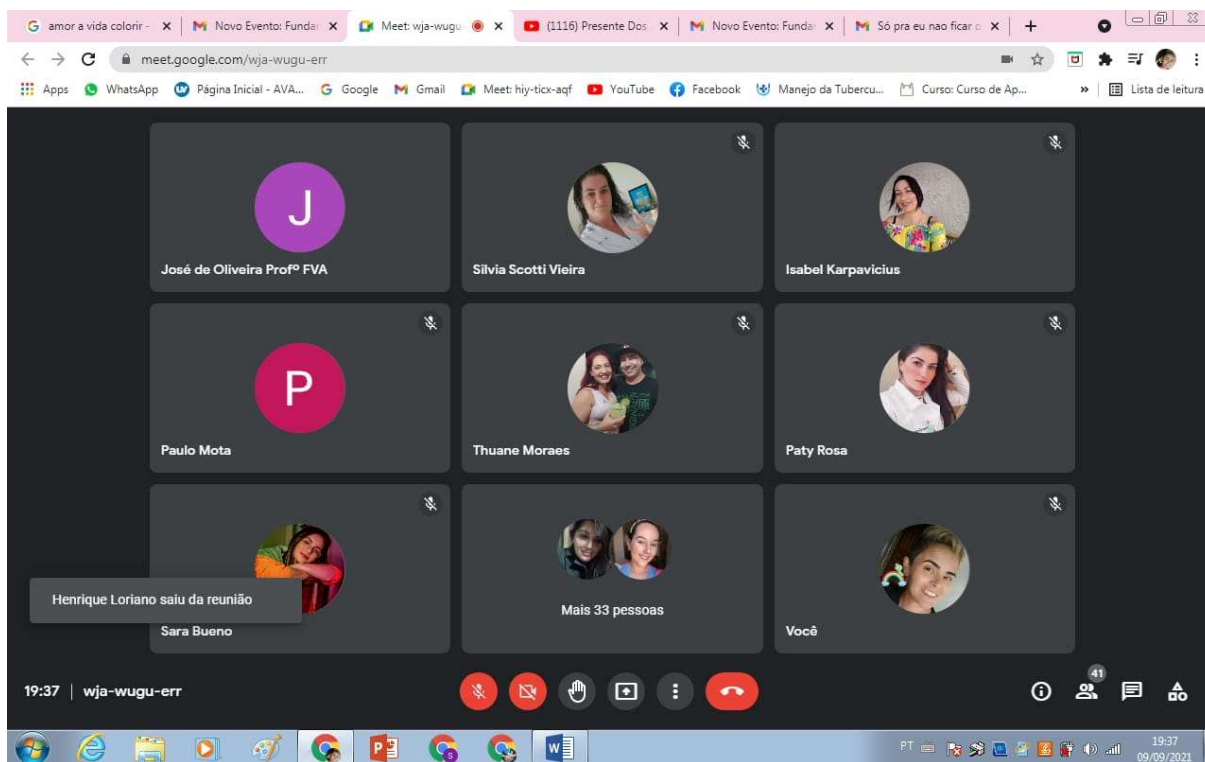 amor a vida colorir - Novo Evento: Funda Meet: wja-wugu (1116) Presente Dos Novo Evento: Funda Só pra eu nao ficar
meet.google.com/wja-wugu-err
Apps WhatsApp Página Inicial - AVA... Google Gmail Meet: hiy-ticx-aqf YouTube Facebook Manejo da Tubercu... Curso: Curso de Ap... » Lista de leitura
J
José de Oliveira Profº FVA Silvia Scotti Vieira Isabel Karpavicius
P
Paulo Mota Thuane Moraes Paty Rosa
Henrique Loriano saiu da reunião
Mais 33 pessoas
Sara Bueno Você
19:37 | wja-wugu-err 41
PT 19:37
09/09/2021